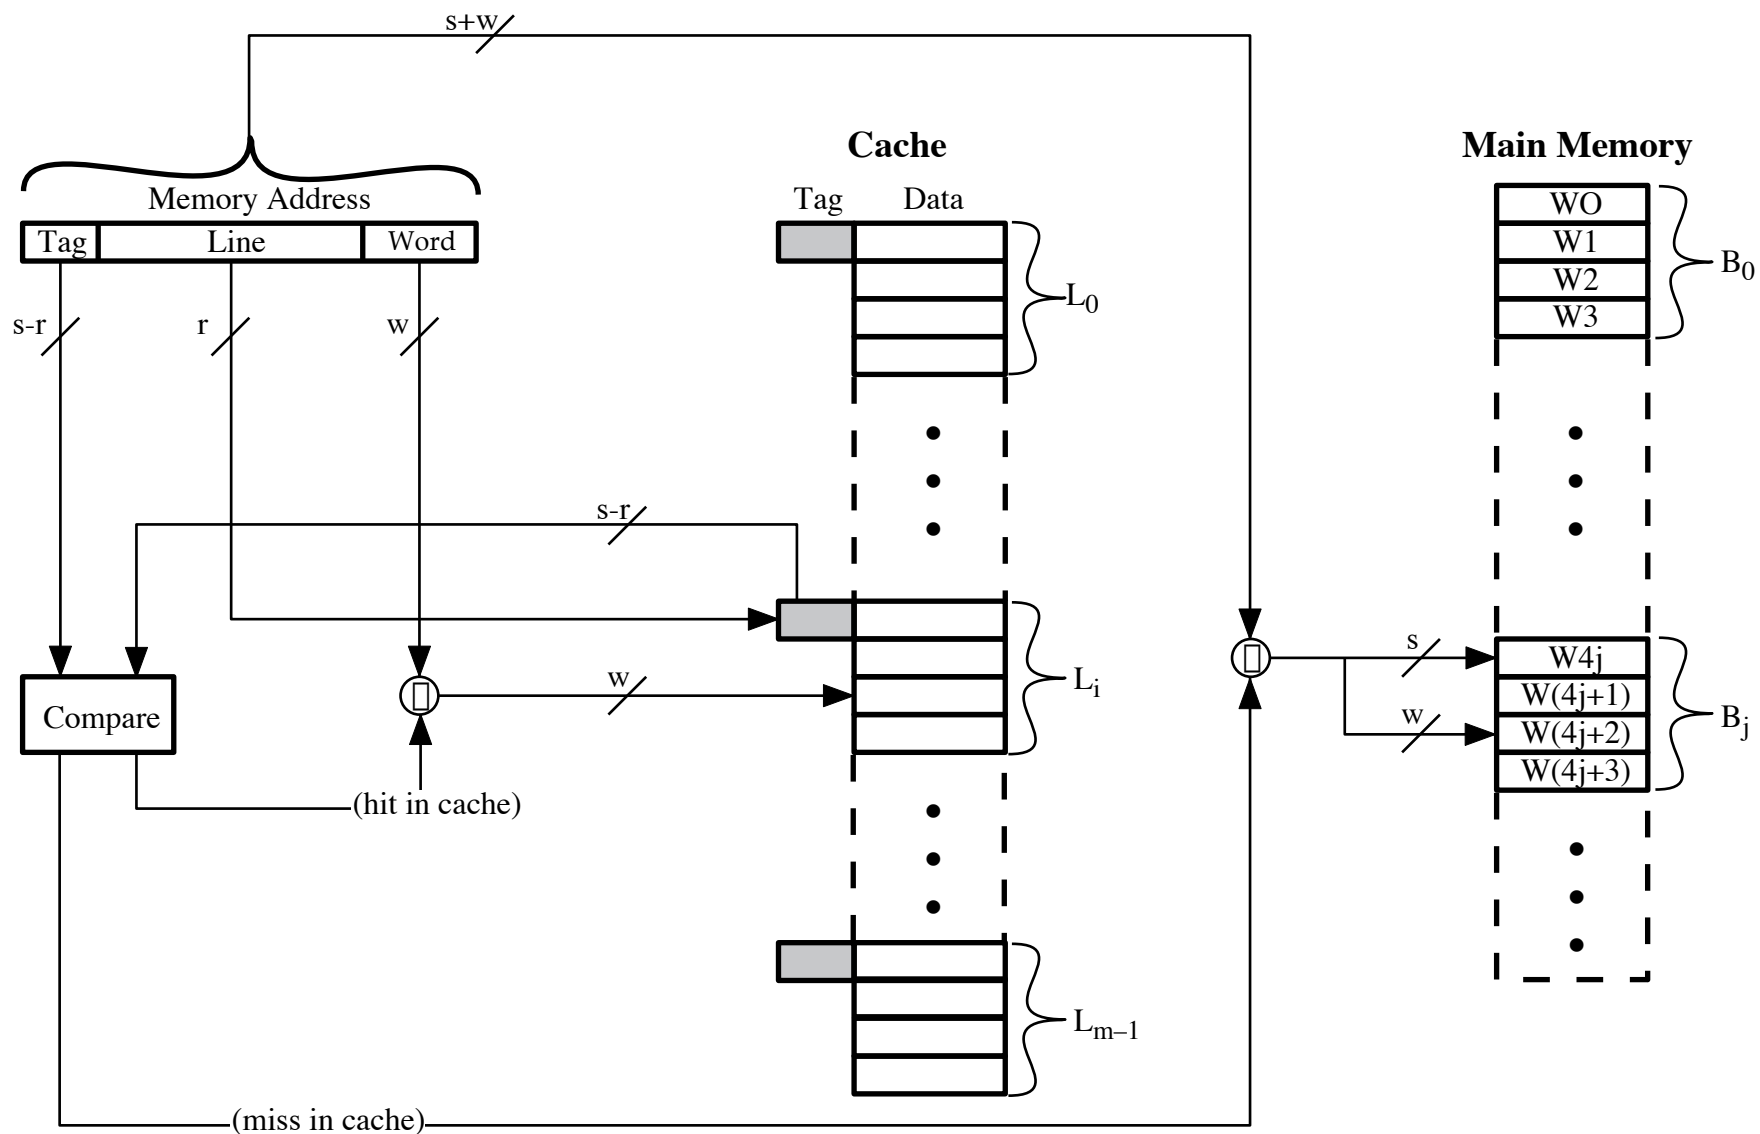 s+w
Cache
Main Memory
Memory Address
Tag
Data
Tag
Line
Word
WO
W1
W2
W3
B0
L0
s-r
r
w
s-r
Compare
w
(hit in cache)
Li
s
w
W4j
W(4j+1)
W(4j+2)
W(4j+3)
Bj
Lm–1
(miss in cache)